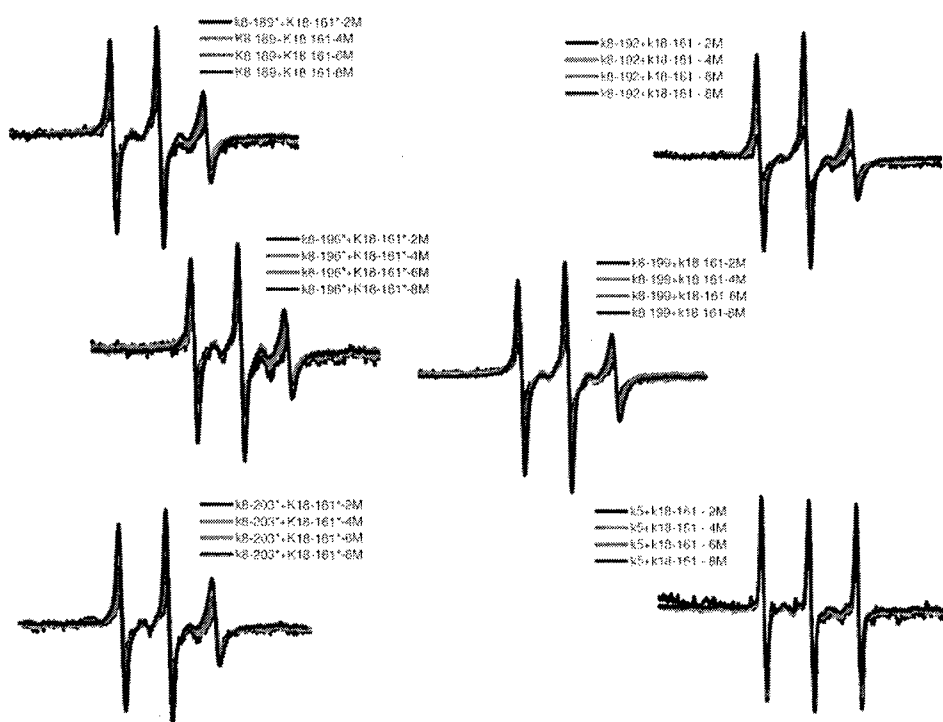 k8-189*+K18-161*-2M
K8 189+K18 161-4M
K8 189+K18 161-6M
K8 189+K18 161-8M
k8-192+k18-161 - 2M
k8-192+k18-161 - 4M
k8-192+k18-161 - 6M
k8-192+k18-161 - 8M
k8-196*+K18-161*-2M
k8-196*+K18-161*-4M
k8-196*+K18-161*-6M
k8-196*+K18-161*-8M
k8-199+k18 161-2M
k8-199+k18 161-4M
k8-199+k18 161-6M
k8-199+k18 161-8M
k8-203*+K18-161*-2M
k8-203*+K18-161*-4M
k8-203*+K18-161*-6M
k8-203*+K18-161*-8M
k5+k18-161 - 2M
k5+k18-161 - 4M
k5+k18-161 - 6M
k5+k18-161 - 8M